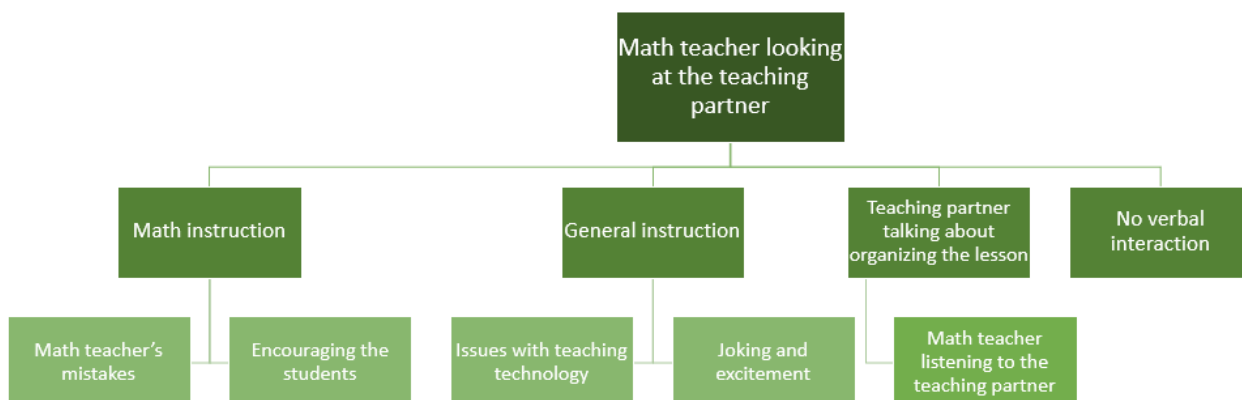 Math teacher looking
at the teaching
partner
Math instruction
General instruction
Teaching partner
talking about
organizing the lesson
No verbal
interaction
Math teacher’s
mistakes
Encouraging the
students
Issues with teaching
technology
Joking and
excitement
Math teacher
listening to the
teaching partner